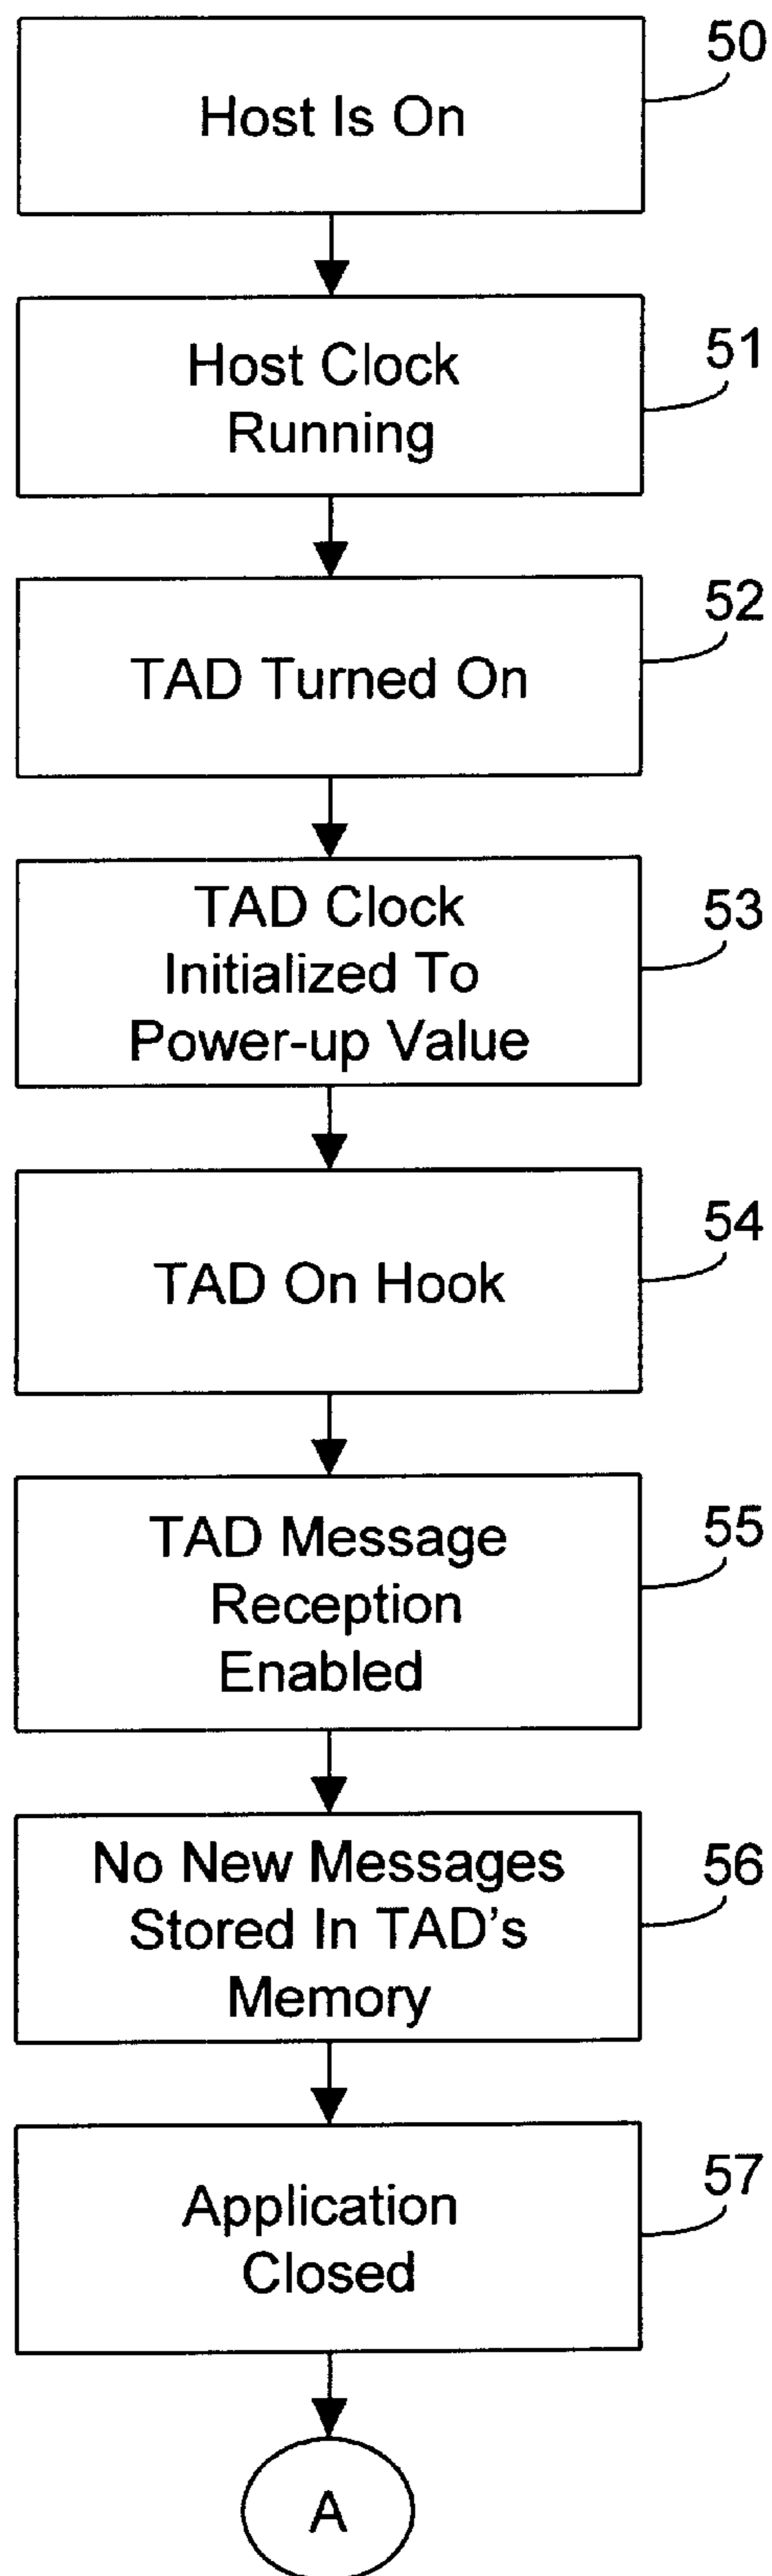 50
Host Is On
51
Host Clock
Running
52
TAD Turned On
53
TAD Clock
Initialized To
Power-up Value
54
TAD On Hook
55
TAD Message
Reception
Enabled
56
No New Messages
Stored In TAD's
Memory
57
Application
Closed
A